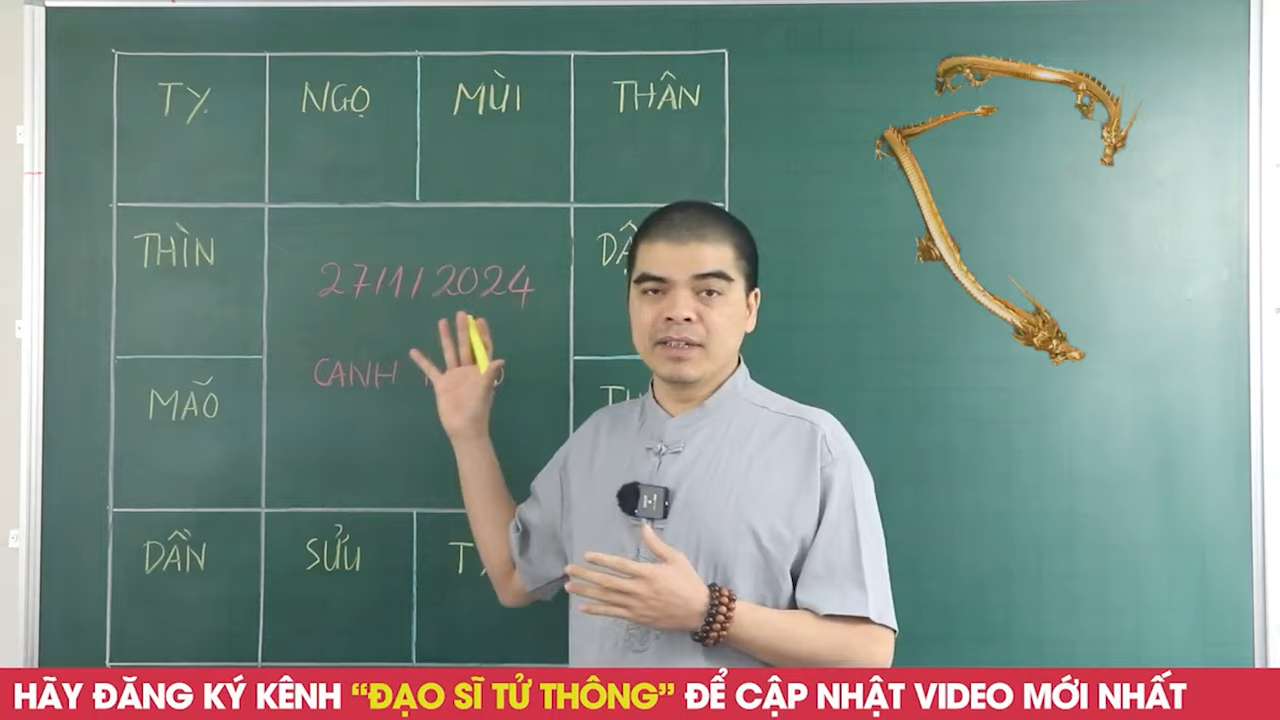 TỴ NGỌ MÙI THÂN
THÌN
27/1/2024
CANH
MÃO
DẦN SỬU
HÃY ĐĂNG KÝ KÊNH “ĐẠO SĨ TỬ THÔNG” ĐỂ CẬP NHẬT VIDEO MỚI NHẤT